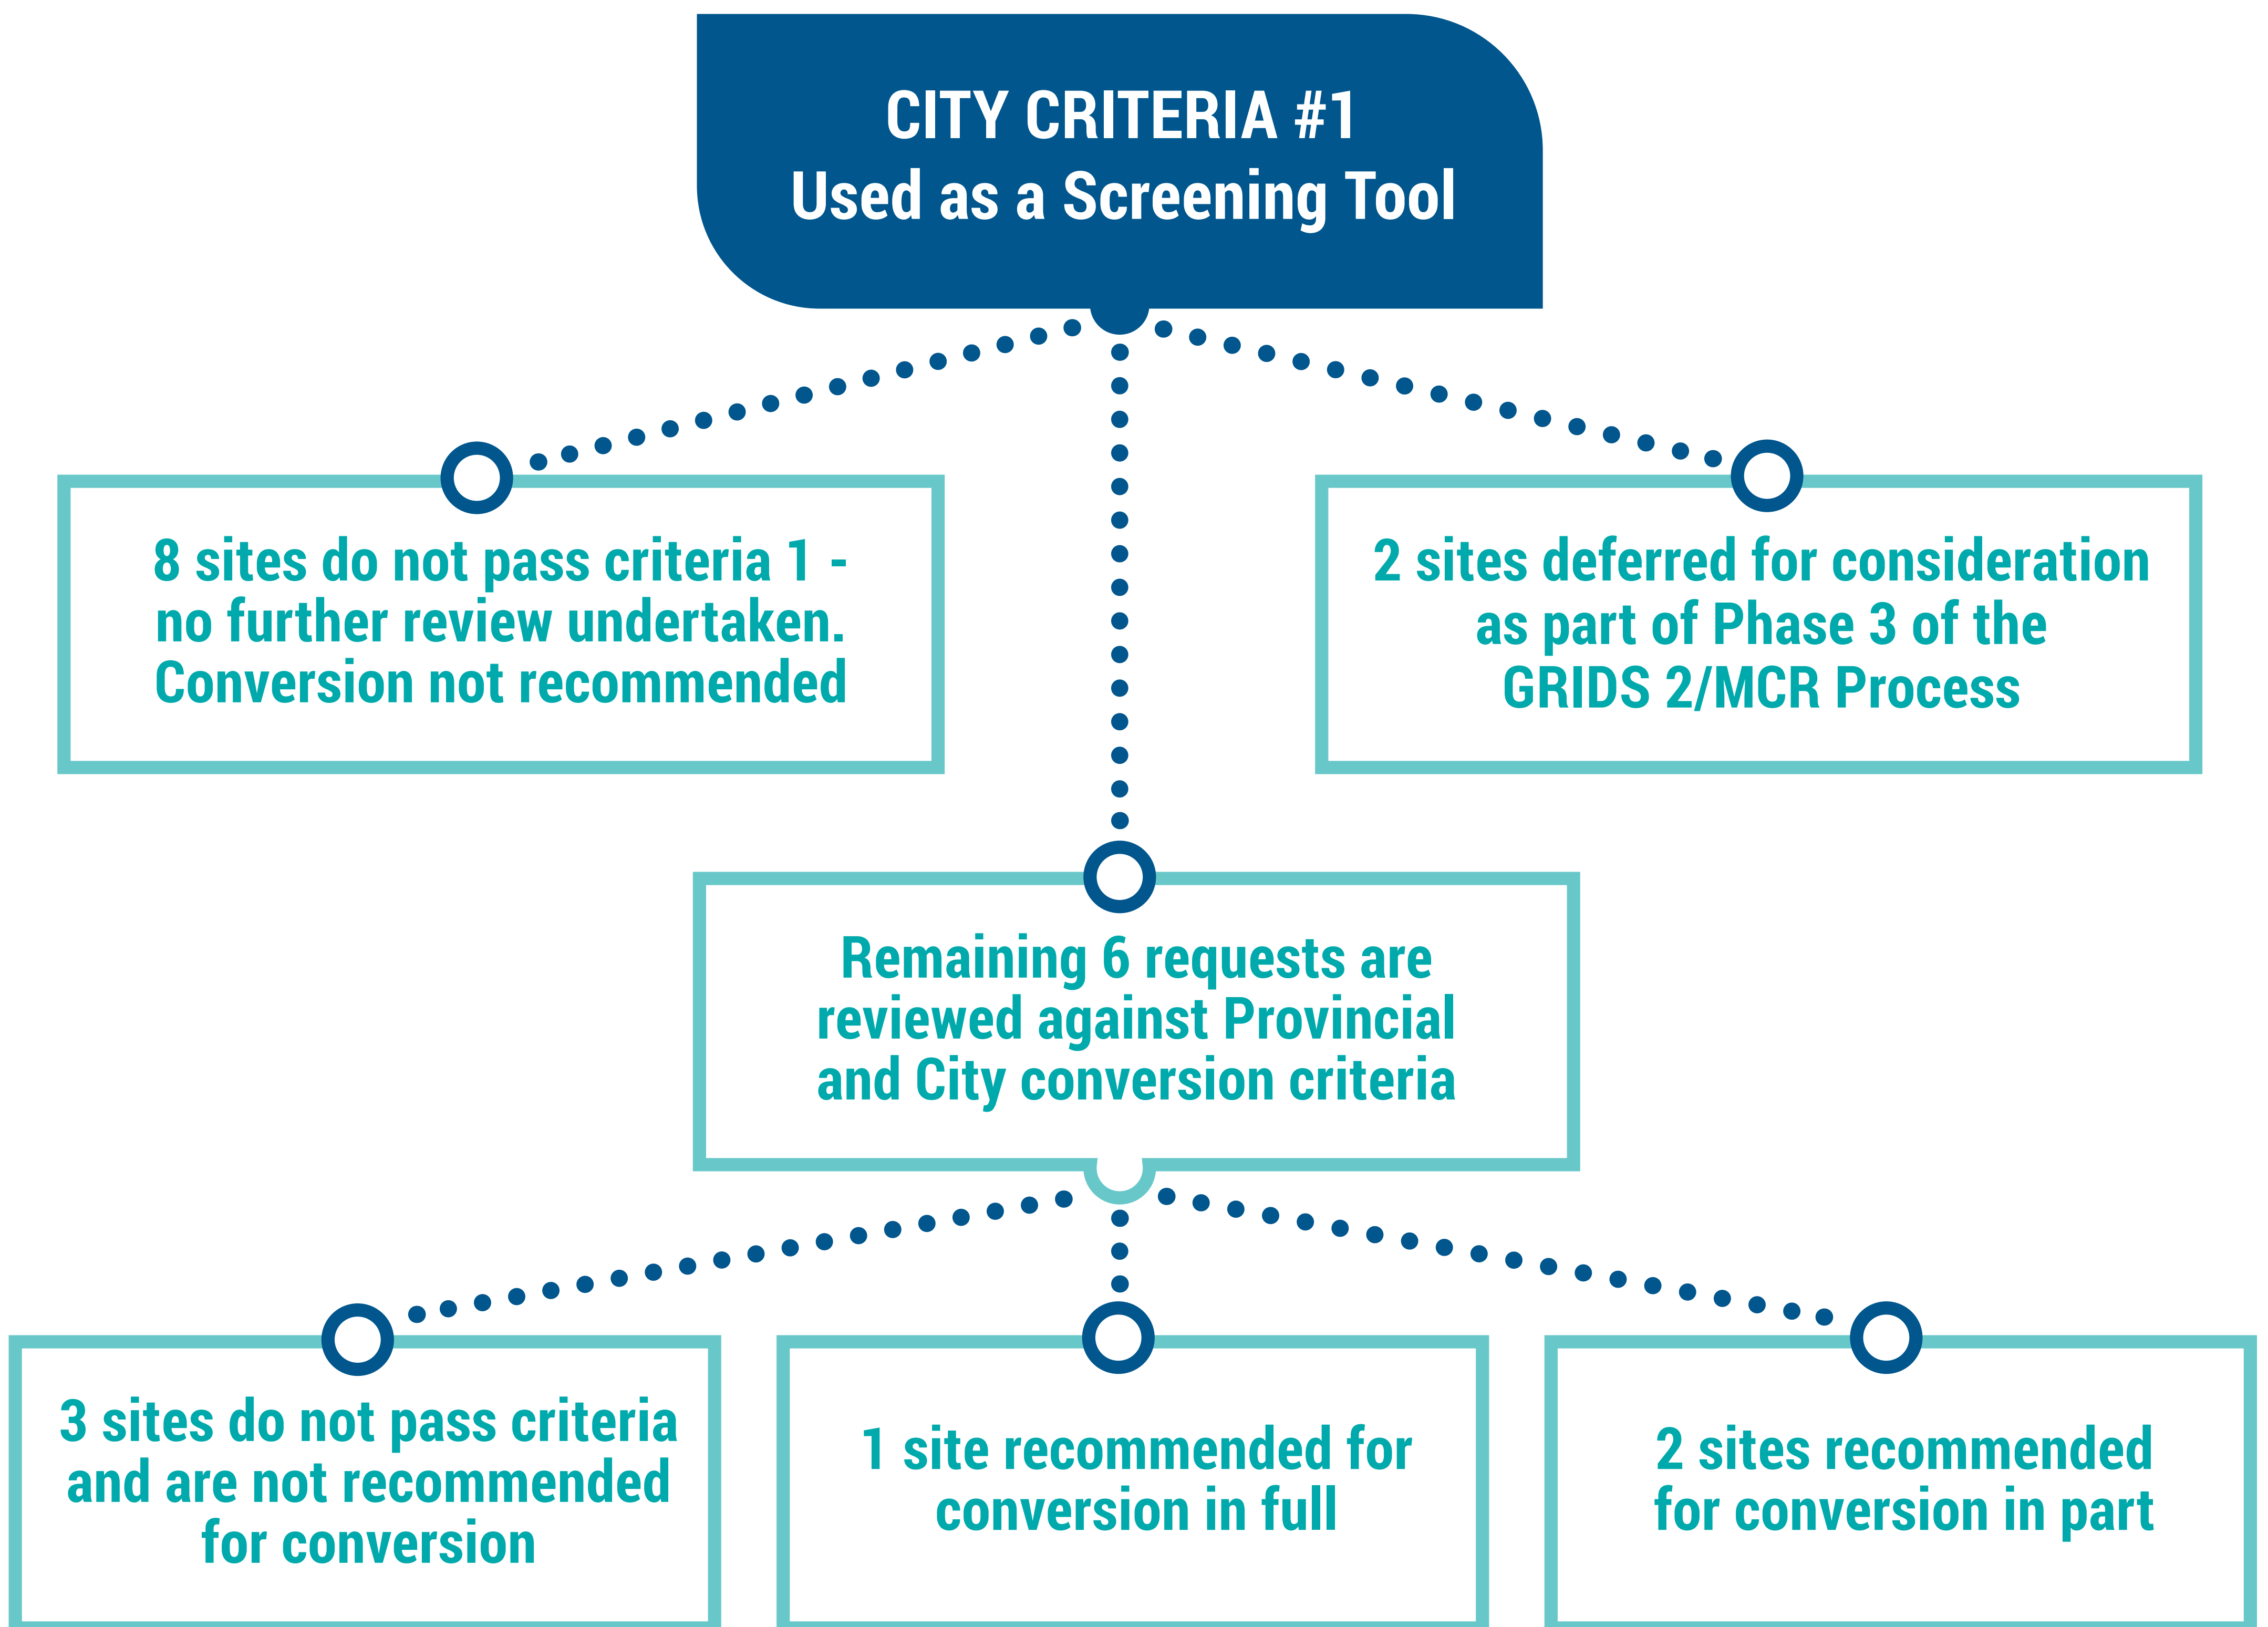 CITY CRITERIA #1
Used as a Screening Tool
8 sites do not pass criteria 1 -
no further review undertaken.
Conversion not recommended
2 sites deferred for consideration
as part of Phase 3 of the
GRIDS 2/MCR Process
Remaining 6 requests are
reviewed against Provincial
and City conversion criteria
3 sites do not pass criteria
and are not recommended
for conversion
1 site recommended for
conversion in full
2 sites recommended
for conversion in part